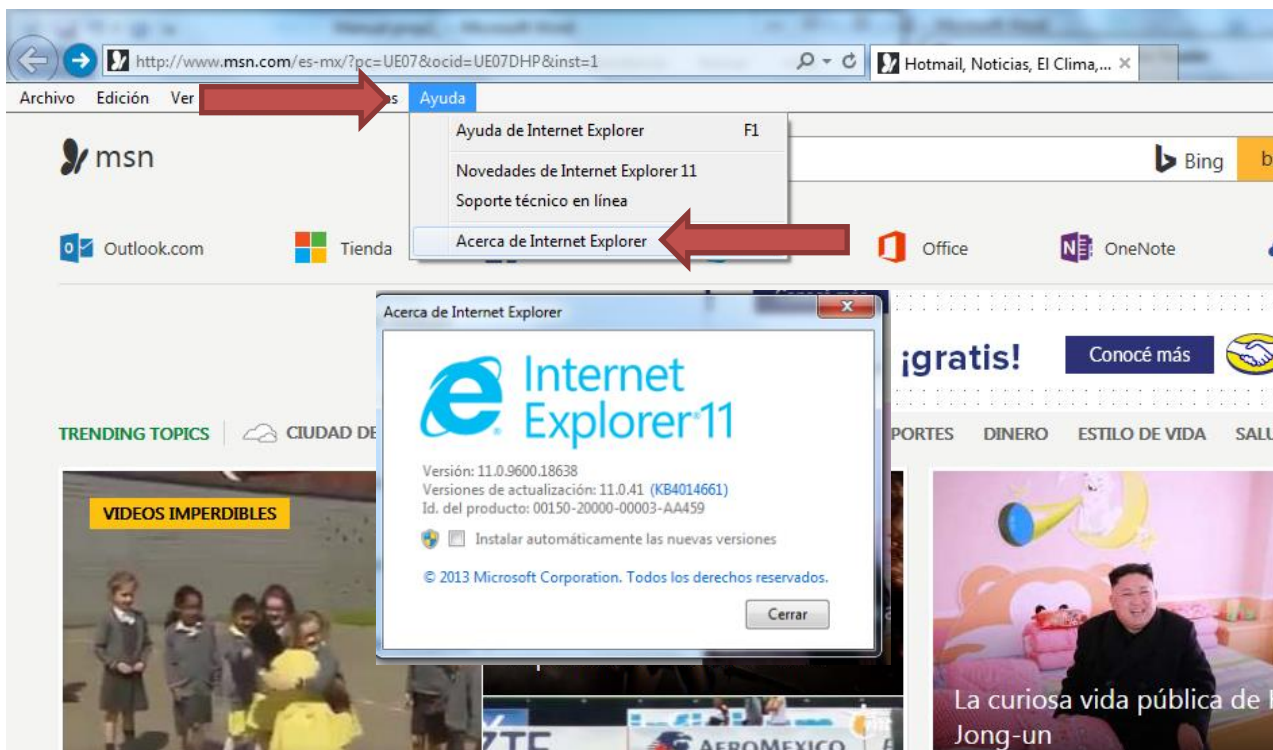 http://www.msn.com/es-mx/?pc=UE07&ocid=UE07DHP&inst=1
Hotmail, Noticias, El Clima,...
Archivo Edición Ver
Ayuda
Ayuda de Internet Explorer F1
Novedades de Internet Explorer 11
Soporte técnico en línea
Acerca de Internet Explorer
msn
Bing
Outlook.com
Tienda
Office
OneNote
Acerca de Internet Explorer
Internet
Explorer 11
Versión: 11.0.9600.18638
Versiones de actualización: 11.0.41 (KB4014661)
Id. del producto: 00150-20000-00003-AA459
Instalar automáticamente las nuevas versiones
© 2013 Microsoft Corporation. Todos los derechos reservados.
Cerrar
¡gratis!
Conocé más
TRENDING TOPICS
CIUDAD DE
PORTES
DINERO
ESTILO DE VIDA
SALU
VIDEOS IMPERDIBLES
ZTE
AEROMEXICO
La curiosa vida pública de
Jong-un